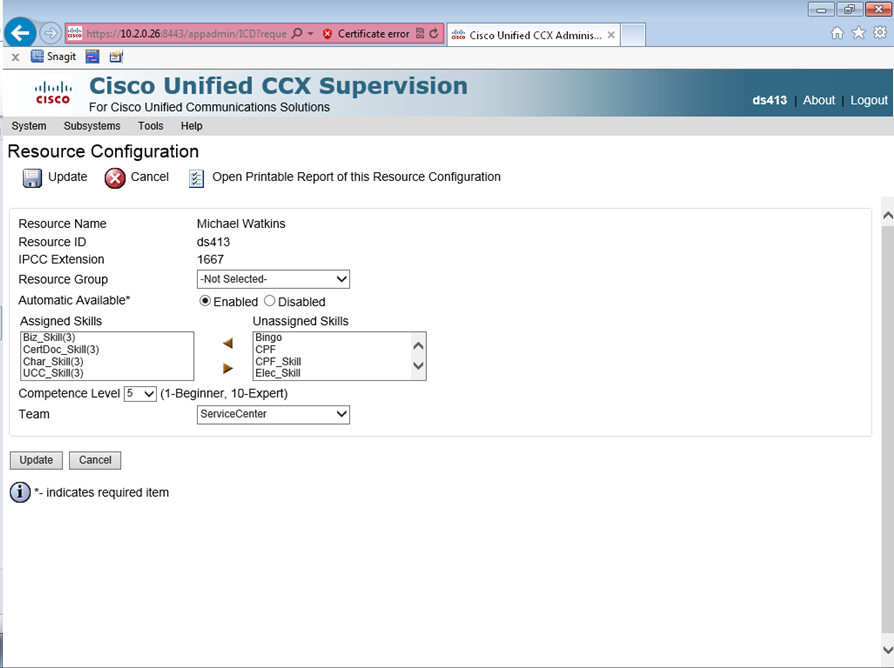 https://10.2.0.26:8443/appadmin/ICD?reque
Certificate error
Cisco Unified CCX Adminis...
x Snagit
CISCO
Cisco Unified CCX Supervision
For Cisco Unified Communications Solutions
ds413 | About | Logout
System Subsystems Tools Help
Resource Configuration
Update Cancel Open Printable Report of this Resource Configuration
Resource Name Michael Watkins
Resource ID ds413
IPCC Extension 1667
Resource Group -Not Selected-
Automatic Available* Enabled Disabled
Assigned Skills Unassigned Skills
Biz_Skill(3) Bingo
CertDoc_Skill(3) CPF
Char_Skill(3) CPF_Skill
UCC_Skill(3) Elec_Skill
Competence Level 5 (1-Beginner, 10-Expert)
Team ServiceCenter
Update Cancel
i *- indicates required item